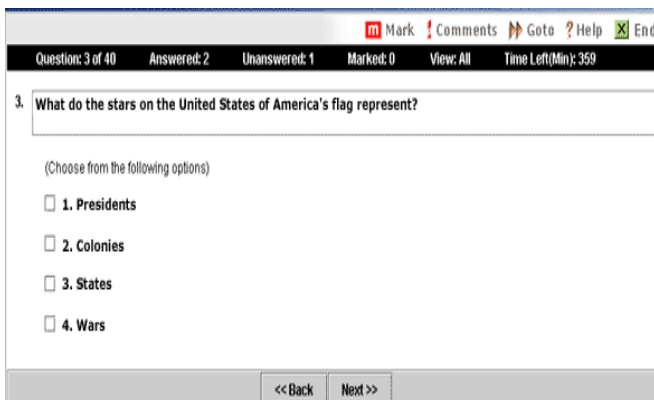 m Mark ! Comments Goto ? Help X End
Question: 3 of 40 Answered: 2 Unanswered: 1 Marked: 0 View: All Time Left(Min): 359
3. What do the stars on the United States of America's flag represent?
(Choose from the following options)
1. Presidents
2. Colonies
3. States
4. Wars
<< Back Next >>